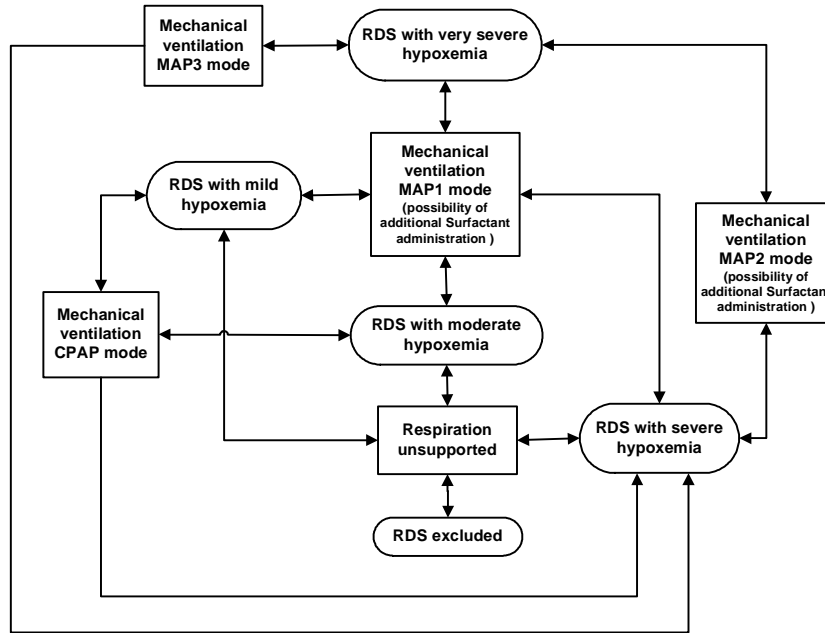 Mechanical
ventilation
MAP3 mode
RDS with very severe
hypoxemia
RDS with mild
hypoxemia
Mechanical
ventilation
MAP1 mode
(possibility of
additional Surfactant
administration )
Mechanical
ventilation
MAP2 mode
(possibility of
additional Surfactant
administration )
Mechanical
ventilation
CPAP mode
RDS with moderate
hypoxemia
Respiration
unsupported
RDS with severe
hypoxemia
RDS excluded